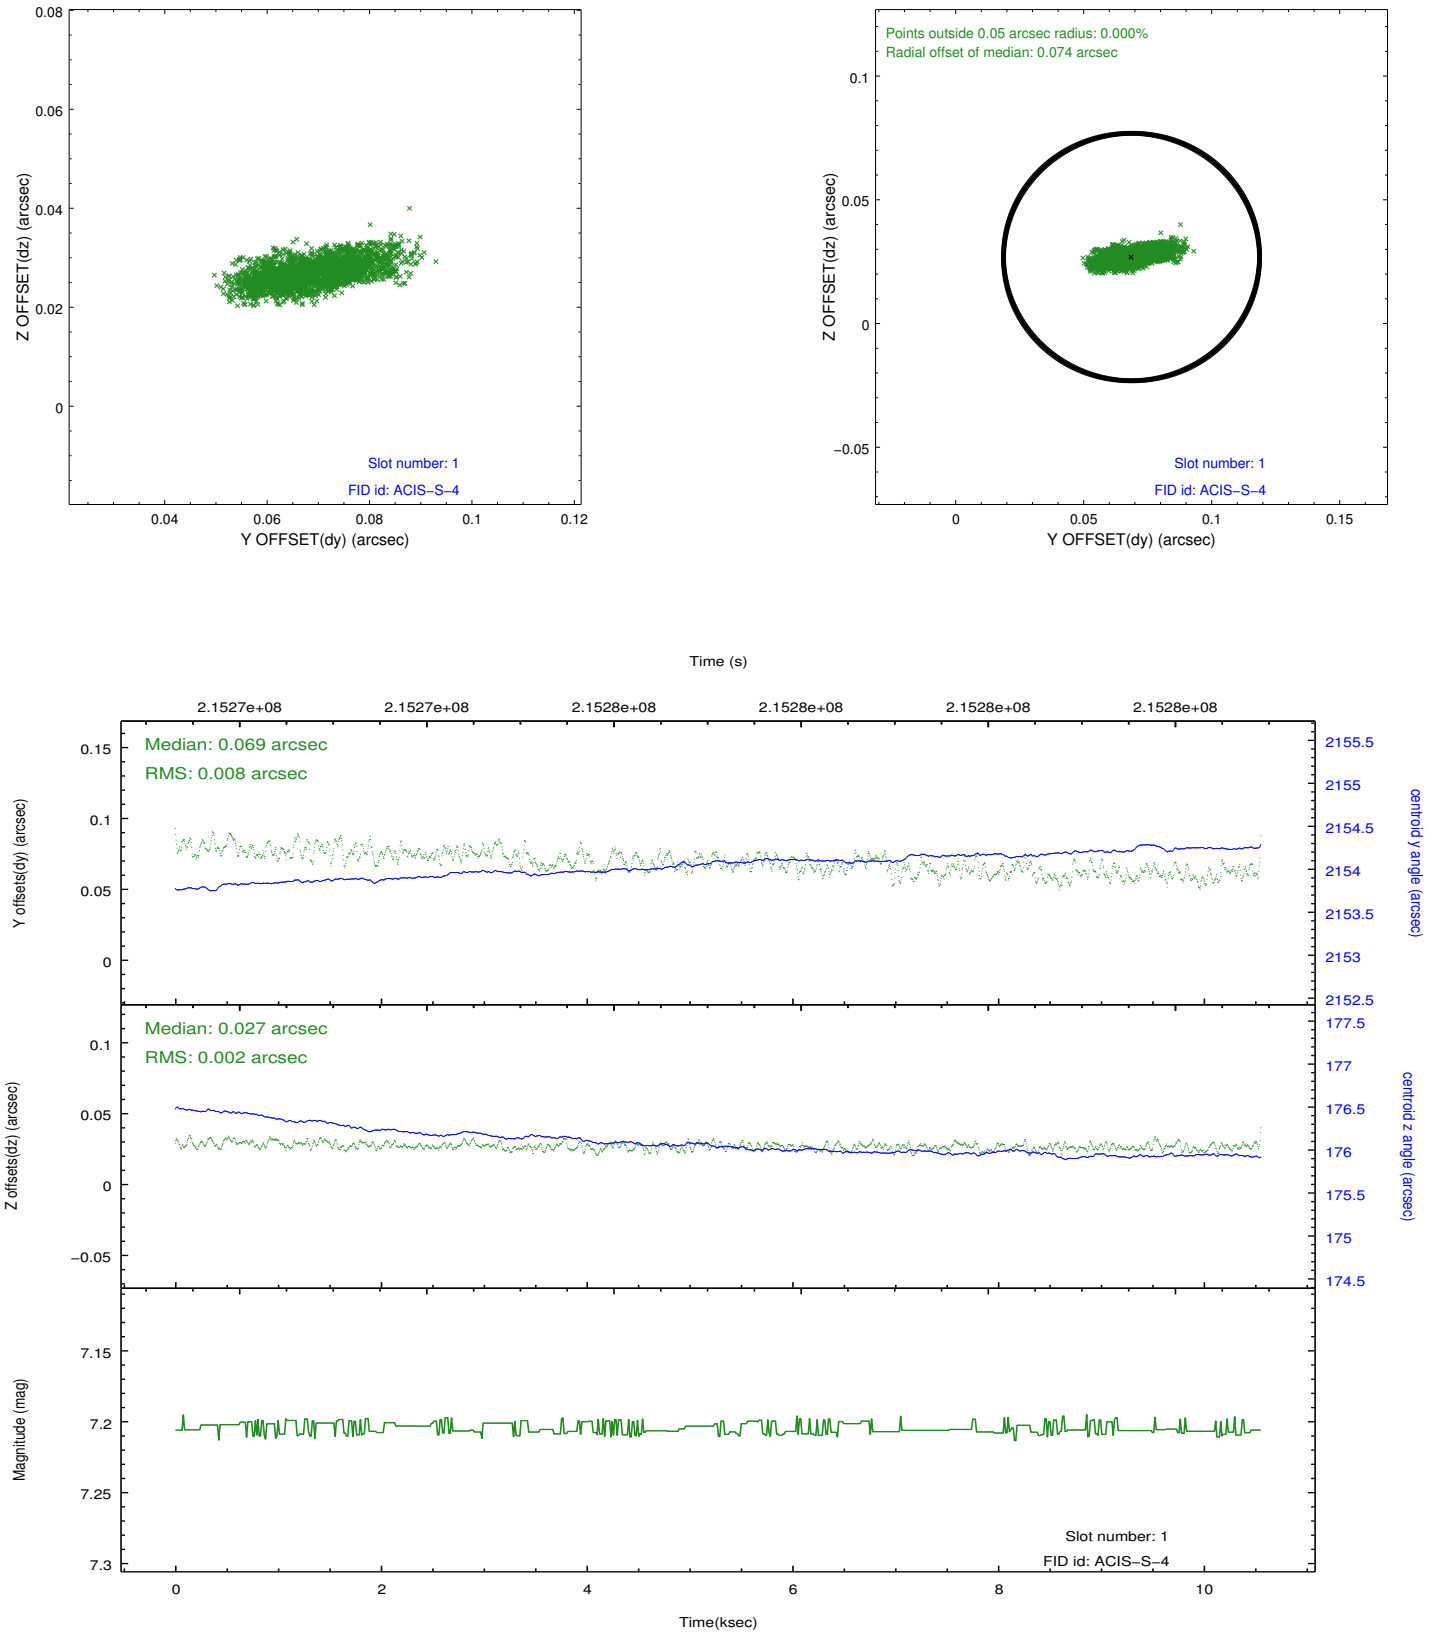 0.08
0.06
0.04
0.02
0
Z OFFSET(dz) (arcsec)
Slot number: 1
FID id: ACIS−S−4
0.04 0.06 0.08 0.1 0.12
Y OFFSET(dy) (arcsec)
Points outside 0.05 arcsec radius: 0.000%
Radial offset of median: 0.074 arcsec
0.1
0.05
0
−0.05
Z OFFSET(dz) (arcsec)
Slot number: 1
FID id: ACIS−S−4
0 0.05 0.1 0.15
Y OFFSET(dy) (arcsec)
Time (s)
2.1527e+08 2.1527e+08 2.1528e+08 2.1528e+08 2.1528e+08 2.1528e+08
Median: 0.069 arcsec
RMS: 0.008 arcsec
0.15
0.1
0.05
0
Y offsets(dy) (arcsec)
2155.5
2155
2154.5
2154
2153.5
2153
2152.5
centroid y angle (arcsec)
Median: 0.027 arcsec
RMS: 0.002 arcsec
0.1
0.05
0
−0.05
Z offsets(dz) (arcsec)
177.5
177
176.5
176
175.5
175
174.5
centroid z angle (arcsec)
7.15
7.2
7.25
7.3
Magnitude (mag)
Slot number: 1
FID id: ACIS−S−4
0 2 4 6 8 10
Time(ksec)